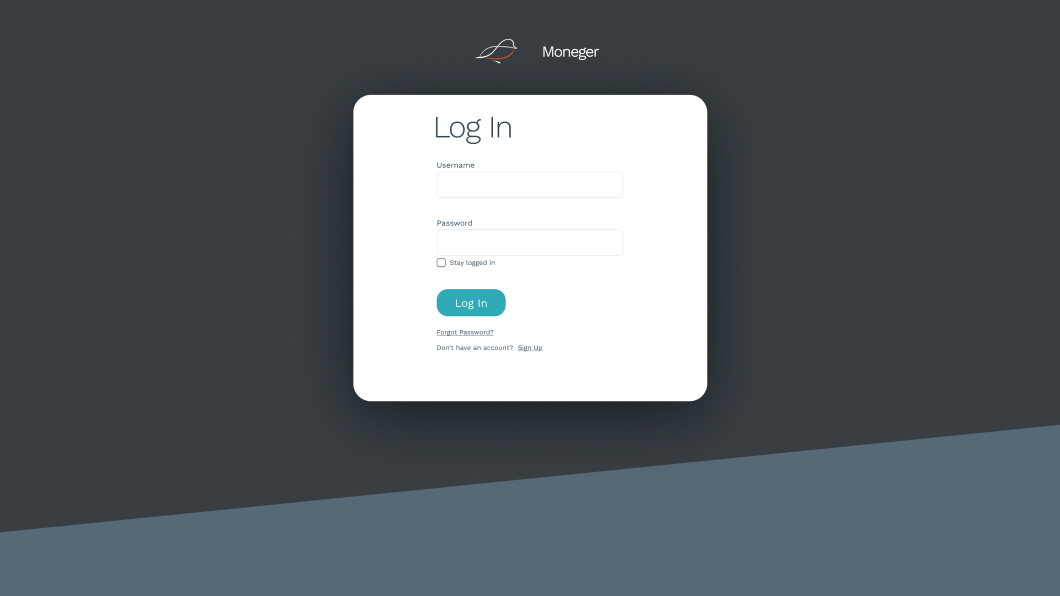 Moneger
Log In
Username
Password
Stay logged in
Log In
Forgot Password?
Don't have an account? Sign Up